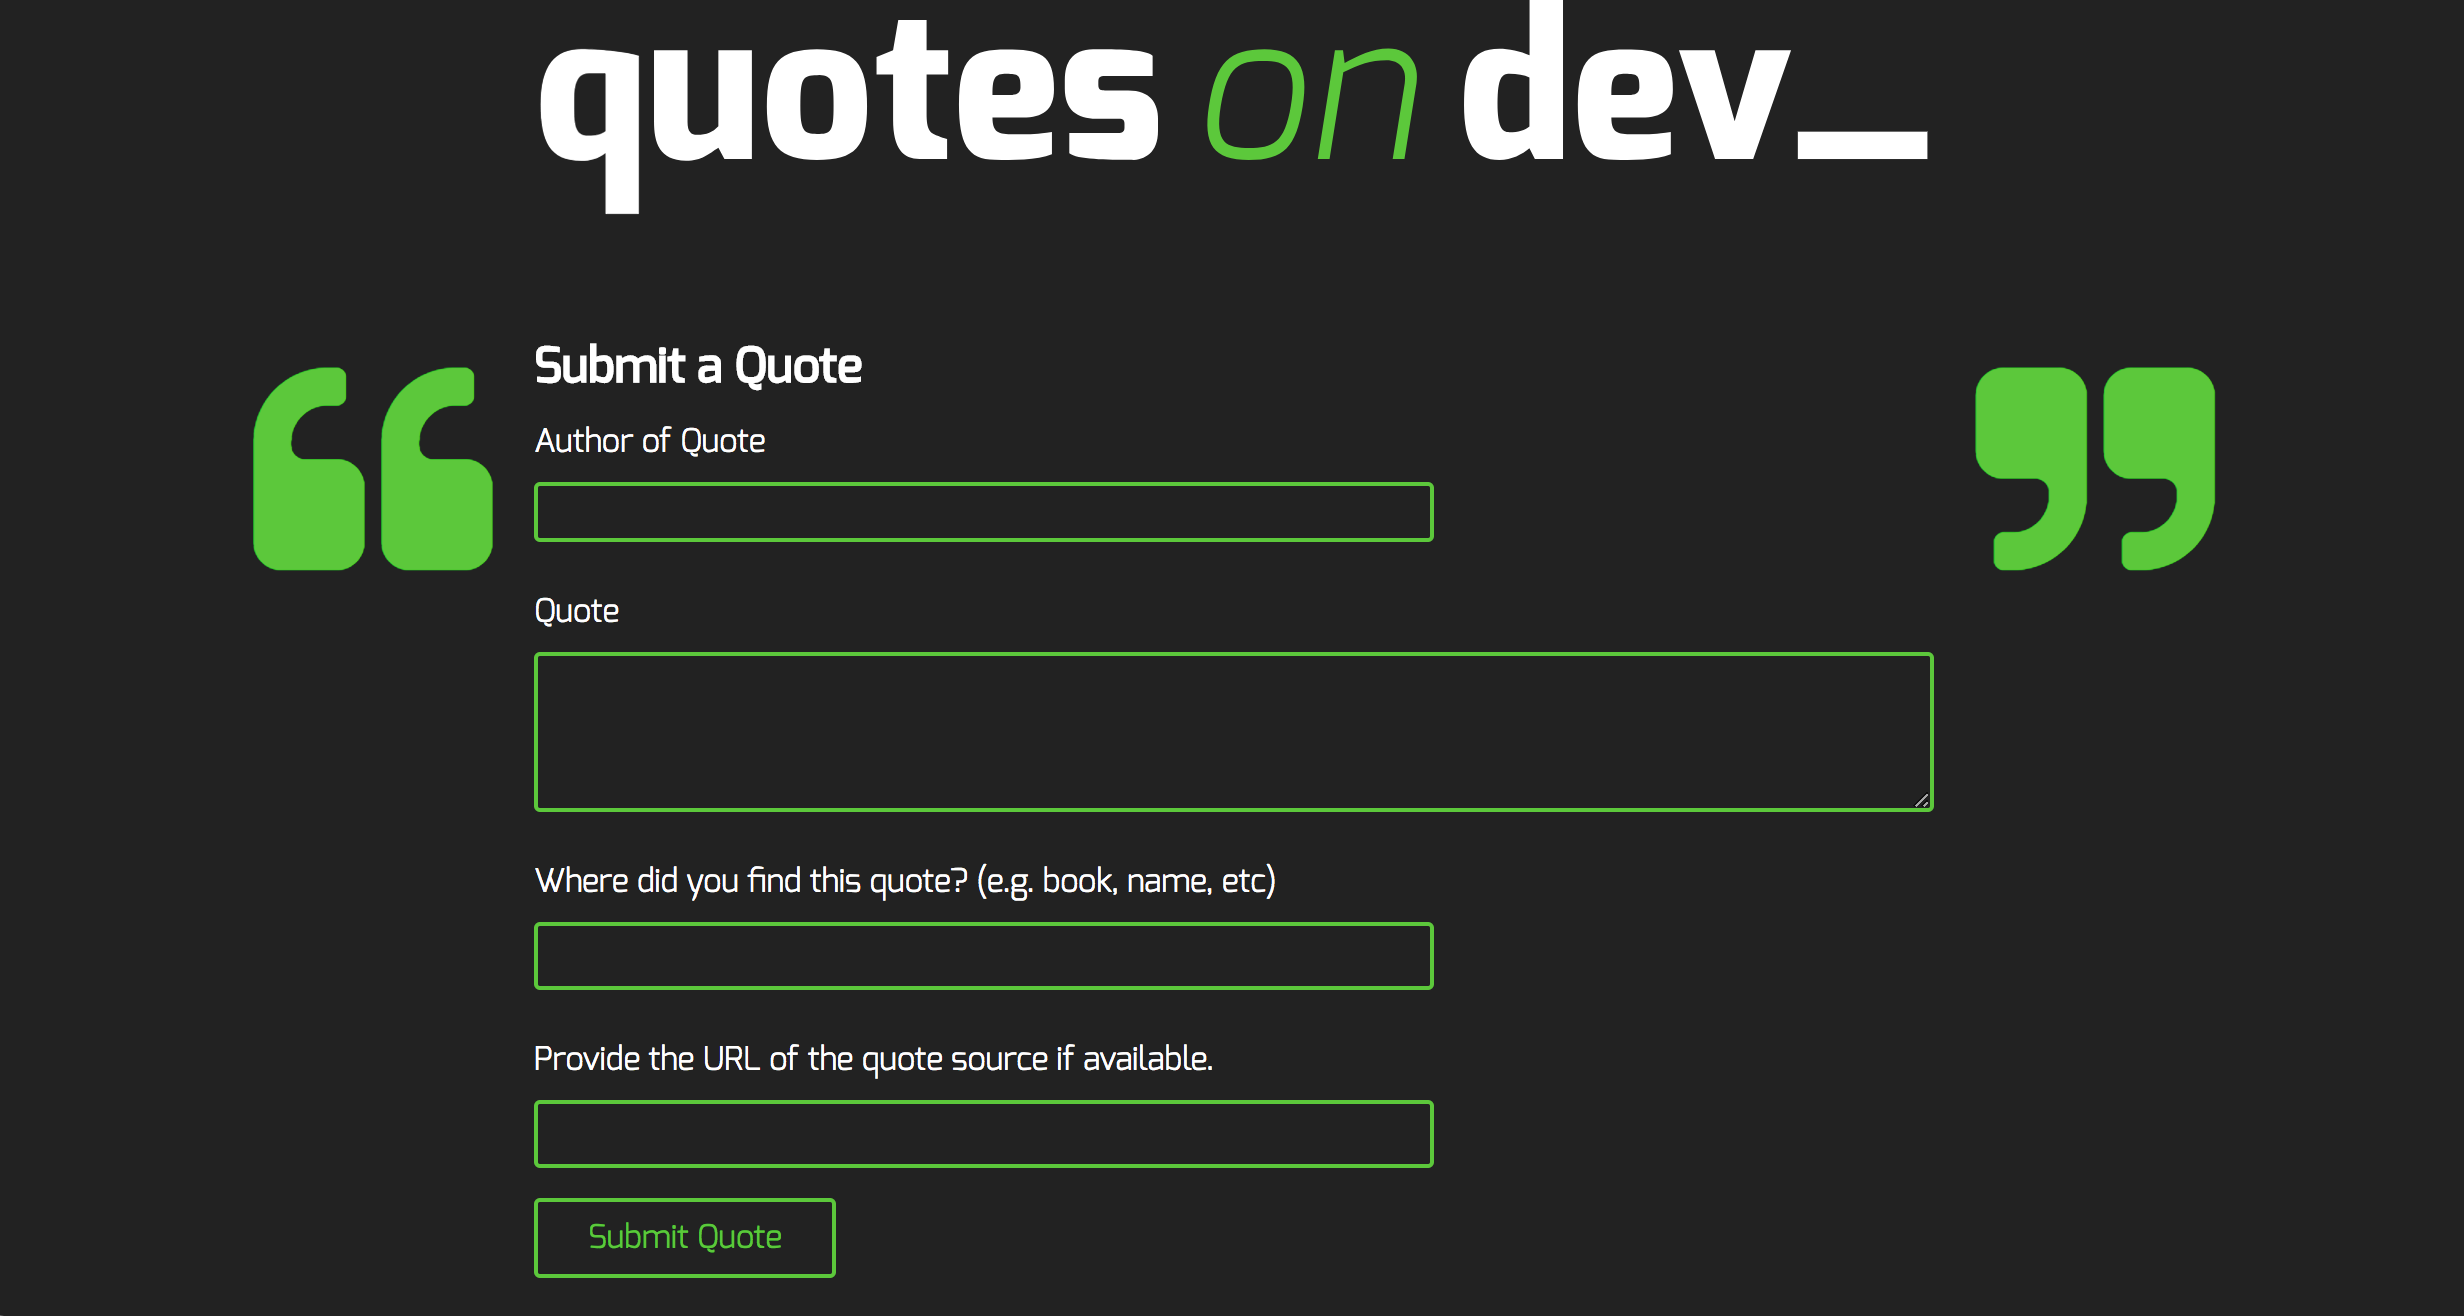 quotes on dev_
Submit a Quote
Author of Quote
Quote
Where did you find this quote? (e.g. book, name, etc)
Provide the URL of the quote source if available.
Submit Quote